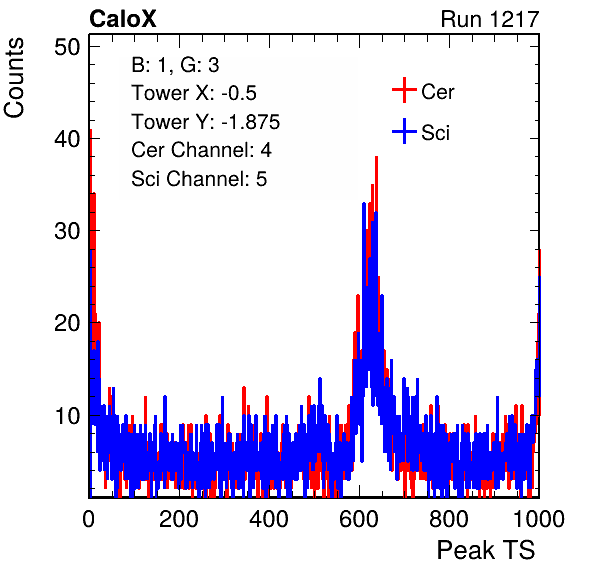 CaloX
Run 1217
Counts
50
40
30
20
10
B: 1, G: 3
Tower X: -0.5
Tower Y: -1.875
Cer Channel: 4
Sci Channel: 5
Cer
Sci
0
200
400
600
800
1000
Peak TS